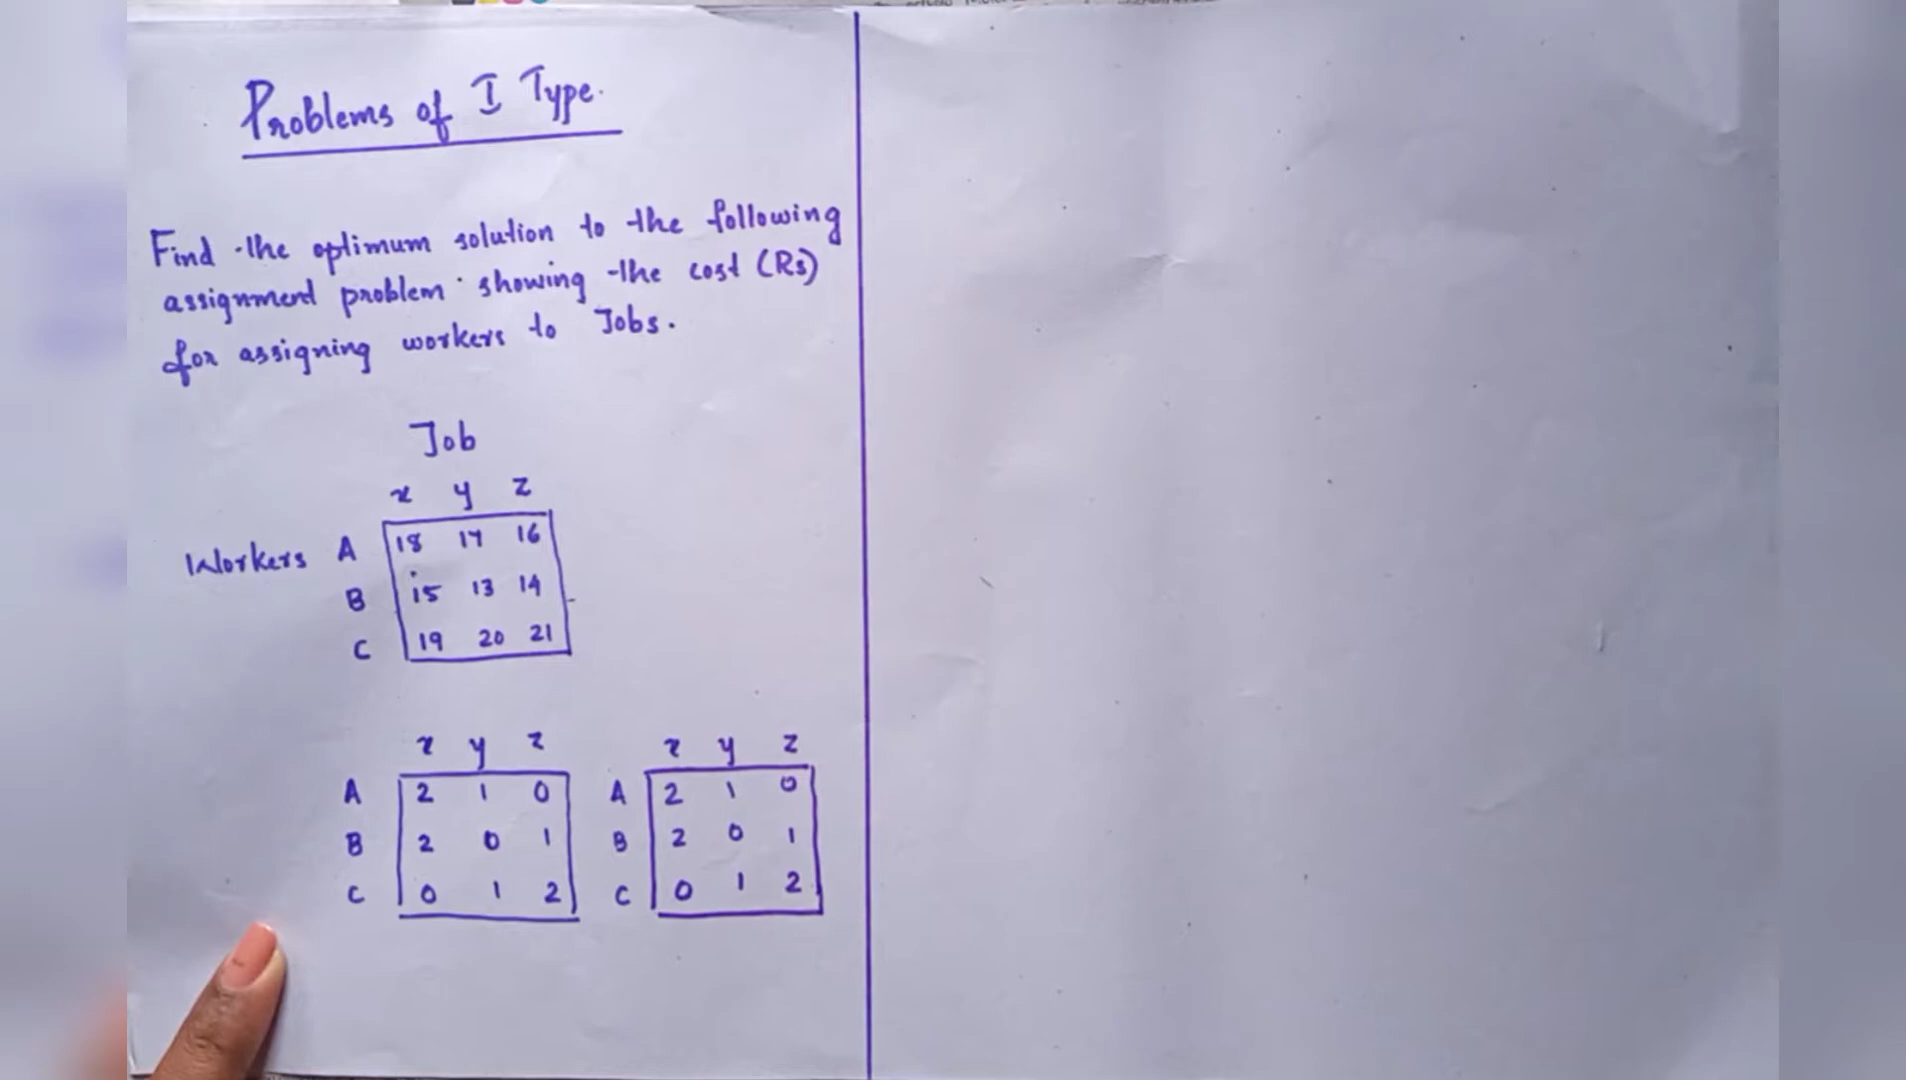 Problems of I Type.
Find the optimum solution to the following
assignment problem showing the cost (Rs)
for assigning workers to Jobs.
Job
x y z
Workers A 18 17 16
B 15 13 14
C 19 20 21
x y z x y z
A 2 1 0 A 2 1 0
B 2 0 1 B 2 0 1
C 0 1 2 C 0 1 2